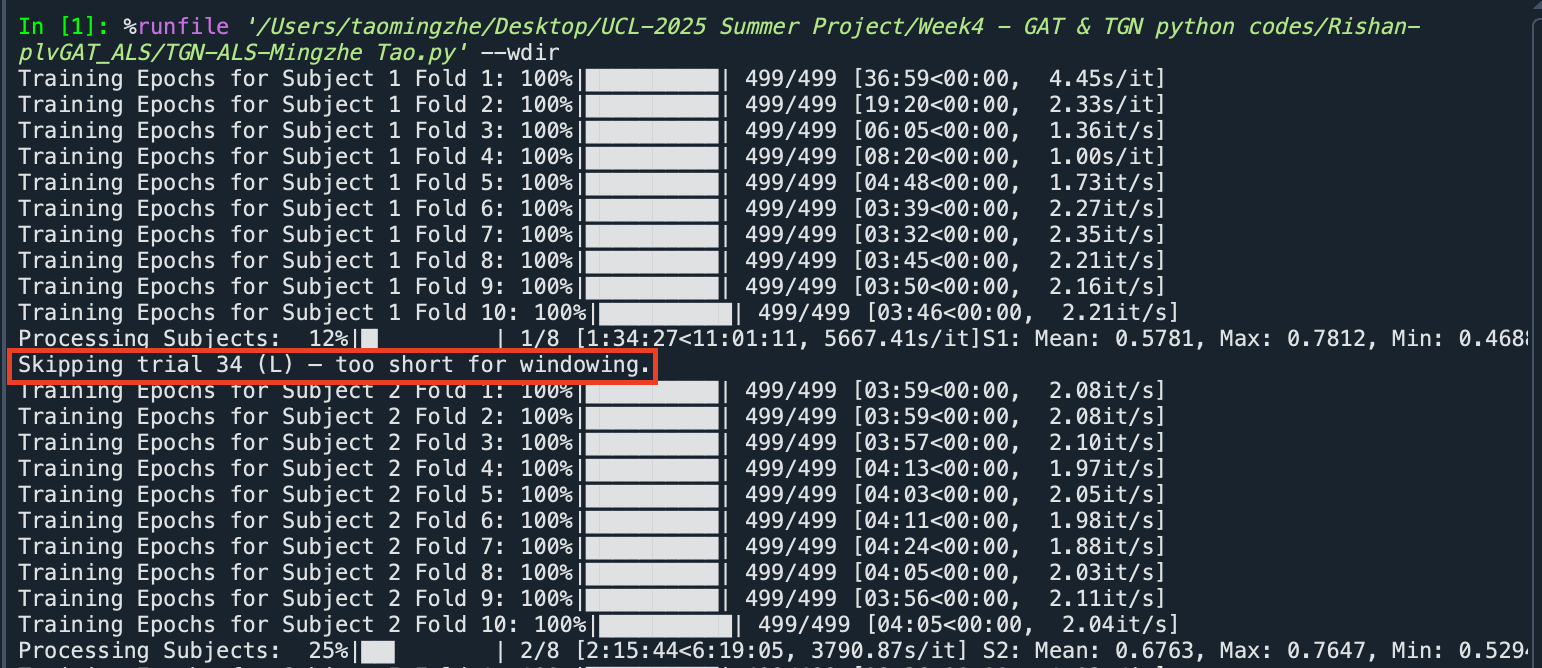 In [1]: %runfile '/Users/taomingzhe/Desktop/UCL-2025 Summer Project/Week4 - GAT & TGN python codes/Rishan-
plvGAT_ALS/TGN-ALS-Mingzhe Tao.py' --wdir
Training Epochs for Subject 1 Fold 1: 100%|██████████| 499/499 [36:59<00:00,  4.45s/it]
Training Epochs for Subject 1 Fold 2: 100%|██████████| 499/499 [19:20<00:00,  2.33s/it]
Training Epochs for Subject 1 Fold 3: 100%|██████████| 499/499 [06:05<00:00,  1.36it/s]
Training Epochs for Subject 1 Fold 4: 100%|██████████| 499/499 [08:20<00:00,  1.00s/it]
Training Epochs for Subject 1 Fold 5: 100%|██████████| 499/499 [04:48<00:00,  1.73it/s]
Training Epochs for Subject 1 Fold 6: 100%|██████████| 499/499 [03:39<00:00,  2.27it/s]
Training Epochs for Subject 1 Fold 7: 100%|██████████| 499/499 [03:32<00:00,  2.35it/s]
Training Epochs for Subject 1 Fold 8: 100%|██████████| 499/499 [03:45<00:00,  2.21it/s]
Training Epochs for Subject 1 Fold 9: 100%|██████████| 499/499 [03:50<00:00,  2.16it/s]
Training Epochs for Subject 1 Fold 10: 100%|██████████| 499/499 [03:46<00:00,  2.21it/s]
Processing Subjects:  12%|█▎        | 1/8 [1:34:27<11:01:11, 5667.41s/it]S1: Mean: 0.5781, Max: 0.7812, Min: 0.468
Skipping trial 34 (L) — too short for windowing.
Training Epochs for Subject 2 Fold 1: 100%|██████████| 499/499 [03:59<00:00,  2.08it/s]
Training Epochs for Subject 2 Fold 2: 100%|██████████| 499/499 [03:59<00:00,  2.08it/s]
Training Epochs for Subject 2 Fold 3: 100%|██████████| 499/499 [03:57<00:00,  2.10it/s]
Training Epochs for Subject 2 Fold 4: 100%|██████████| 499/499 [04:13<00:00,  1.97it/s]
Training Epochs for Subject 2 Fold 5: 100%|██████████| 499/499 [04:03<00:00,  2.05it/s]
Training Epochs for Subject 2 Fold 6: 100%|██████████| 499/499 [04:11<00:00,  1.98it/s]
Training Epochs for Subject 2 Fold 7: 100%|██████████| 499/499 [04:24<00:00,  1.88it/s]
Training Epochs for Subject 2 Fold 8: 100%|██████████| 499/499 [04:05<00:00,  2.03it/s]
Training Epochs for Subject 2 Fold 9: 100%|██████████| 499/499 [03:56<00:00,  2.11it/s]
Training Epochs for Subject 2 Fold 10: 100%|██████████| 499/499 [04:05<00:00,  2.04it/s]
Processing Subjects:  25%|██▌       | 2/8 [2:15:44<6:19:05, 3790.87s/it] S2: Mean: 0.6763, Max: 0.7647, Min: 0.529